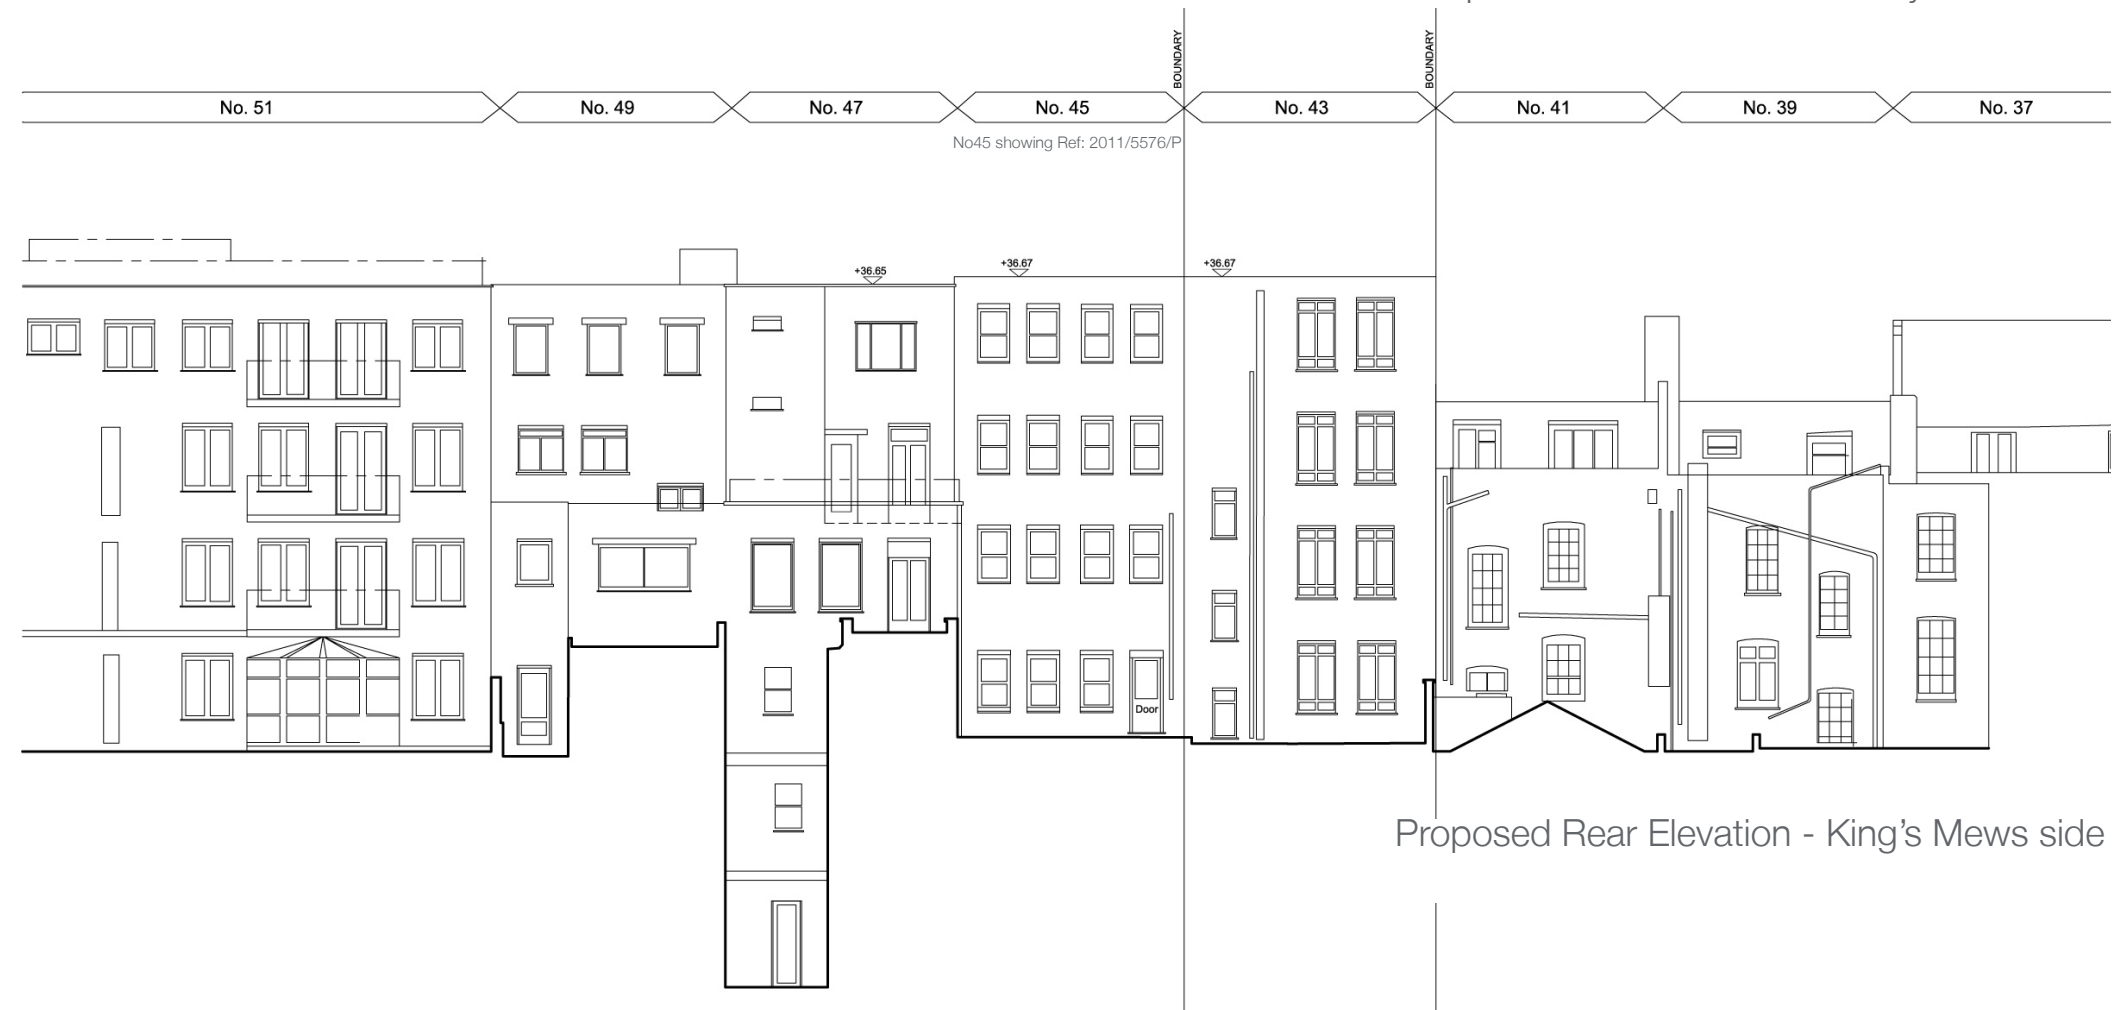 BOUNDARY
BOUNDARY
No. 51
No. 49
No. 47
No. 45
No. 43
No. 41
No. 39
No. 37
No45 showing Ref: 2011/5576/P
+36.65
+36.67
+36.67
Door
Proposed Rear Elevation - King's Mews side